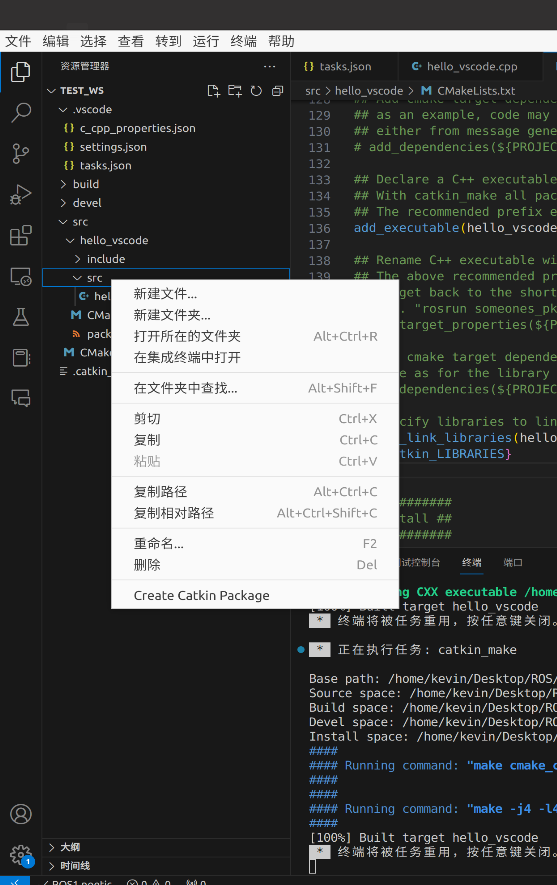 文件 编辑 选择 查看 转到 运行 终端 帮助
资源管理器 ···
tasks.json
hello_vscode.cpp
TEST_WS
src > hello_vscode > CMakeLists.txt
.vscode
c_cpp_properties.json
settings.json
tasks.json
build
devel
src
hello_vscode
include
src
hel
CMa
pack
CMake
.catkin_
128 ## Add cmake target depende
129 ## as an example, code may
130 ## either from message gene
131 # add_dependencies(${PROJEC
132
133 ## Declare a C++ executable
134 ## With catkin_make all pac
135 ## The recommended prefix e
136 add_executable(hello_vscode
137
138 ## Rename C++ executable wi
139 ## The above recommended pr
get back to the short
. "rosrun someones_pk
target_properties(${P
cmake target depende
e as for the library
dependencies(${PROJEC
cify libraries to lin
_link_libraries(hello
tkin_LIBRARIES}
#######
tall ##
#######
新建文件...
新建文件夹...
打开所在的文件夹 Alt+Ctrl+R
在集成终端中打开
在文件夹中查找... Alt+Shift+F
剪切 Ctrl+X
复制 Ctrl+C
粘贴 Ctrl+V
复制路径 Alt+Ctrl+C
复制相对路径 Alt+Ctrl+Shift+C
重命名... F2
删除 Del
Create Catkin Package
调试控制台 终端 端口
ng CXX executable /home
[100%] Built target hello_vscode
* 终端将被任务重用，按任意键关闭。
* 正在执行任务: catkin_make
Base path: /home/kevin/Desktop/ROS/
Source space: /home/kevin/Desktop/R
Build space: /home/kevin/Desktop/RO
Devel space: /home/kevin/Desktop/RO
Install space: /home/kevin/Desktop/
####
#### Running command: "make cmake_c
####
####
#### Running command: "make -j4 -l4
####
[100%] Built target hello_vscode
* 终端将被任务重用，按任意键关闭。
大纲
时间线
1
ROS1.noetic 0 0 0